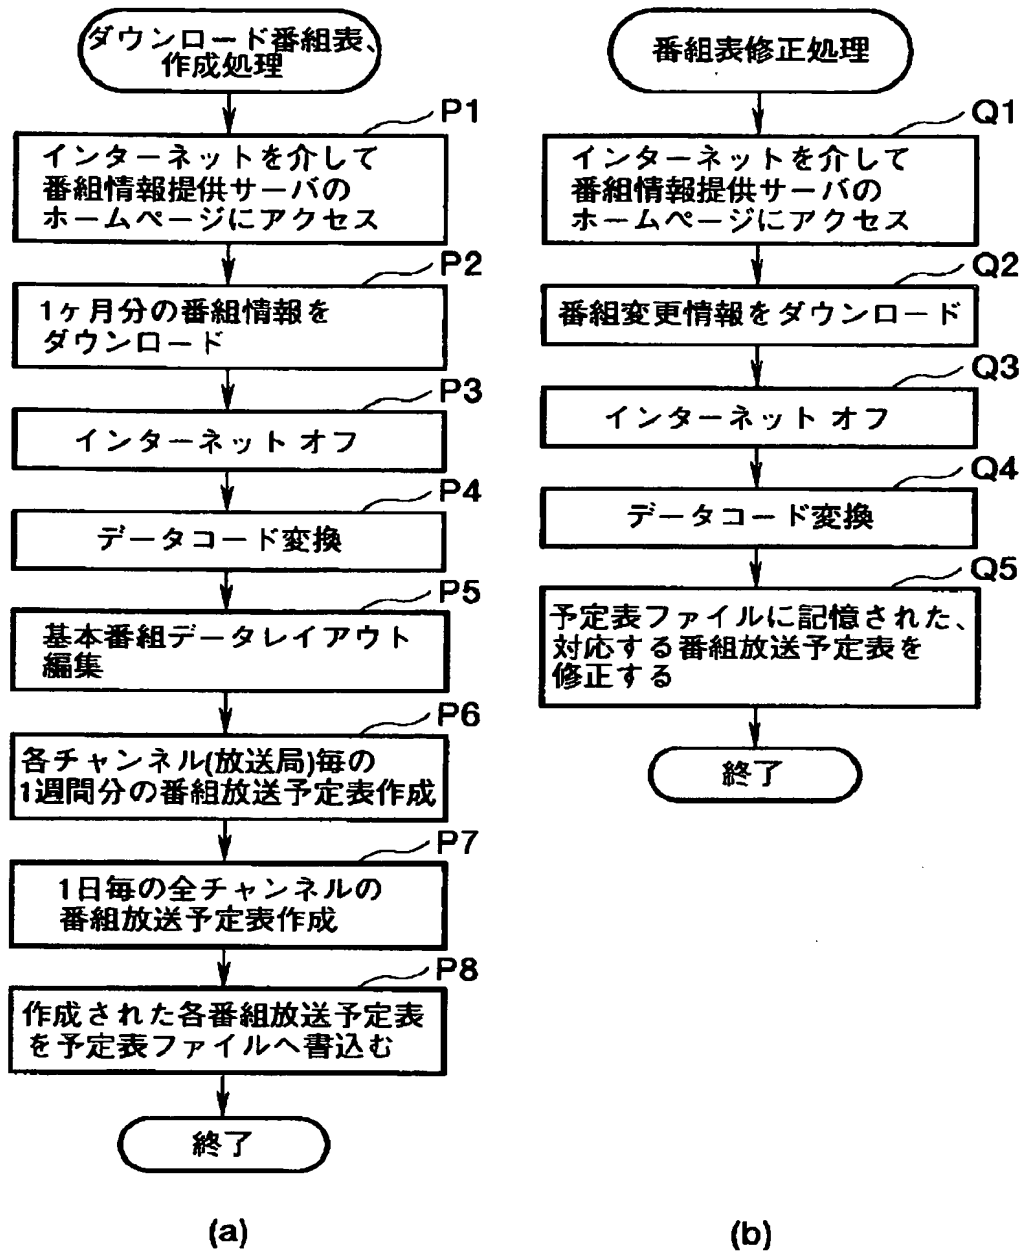 ダウンロード番組表、
作成処理
P1
インターネットを介して
番組情報提供サーバの
ホームページにアクセス
P2
1ヶ月分の番組情報を
ダウンロード
P3
インターネット オフ
P4
データコード変換
P5
基本番組データレイアウト
編集
P6
各チャンネル(放送局)毎の
1週間分の番組放送予定表作成
P7
1日毎の全チャンネルの
番組放送予定表作成
P8
作成された各番組放送予定表
を予定表ファイルへ書込む
終了
(a)
番組表修正処理
Q1
インターネットを介して
番組情報提供サーバの
ホームページにアクセス
Q2
番組変更情報をダウンロード
Q3
インターネット オフ
Q4
データコード変換
Q5
予定表ファイルに記憶された、
対応する番組放送予定表を
修正する
終了
(b)